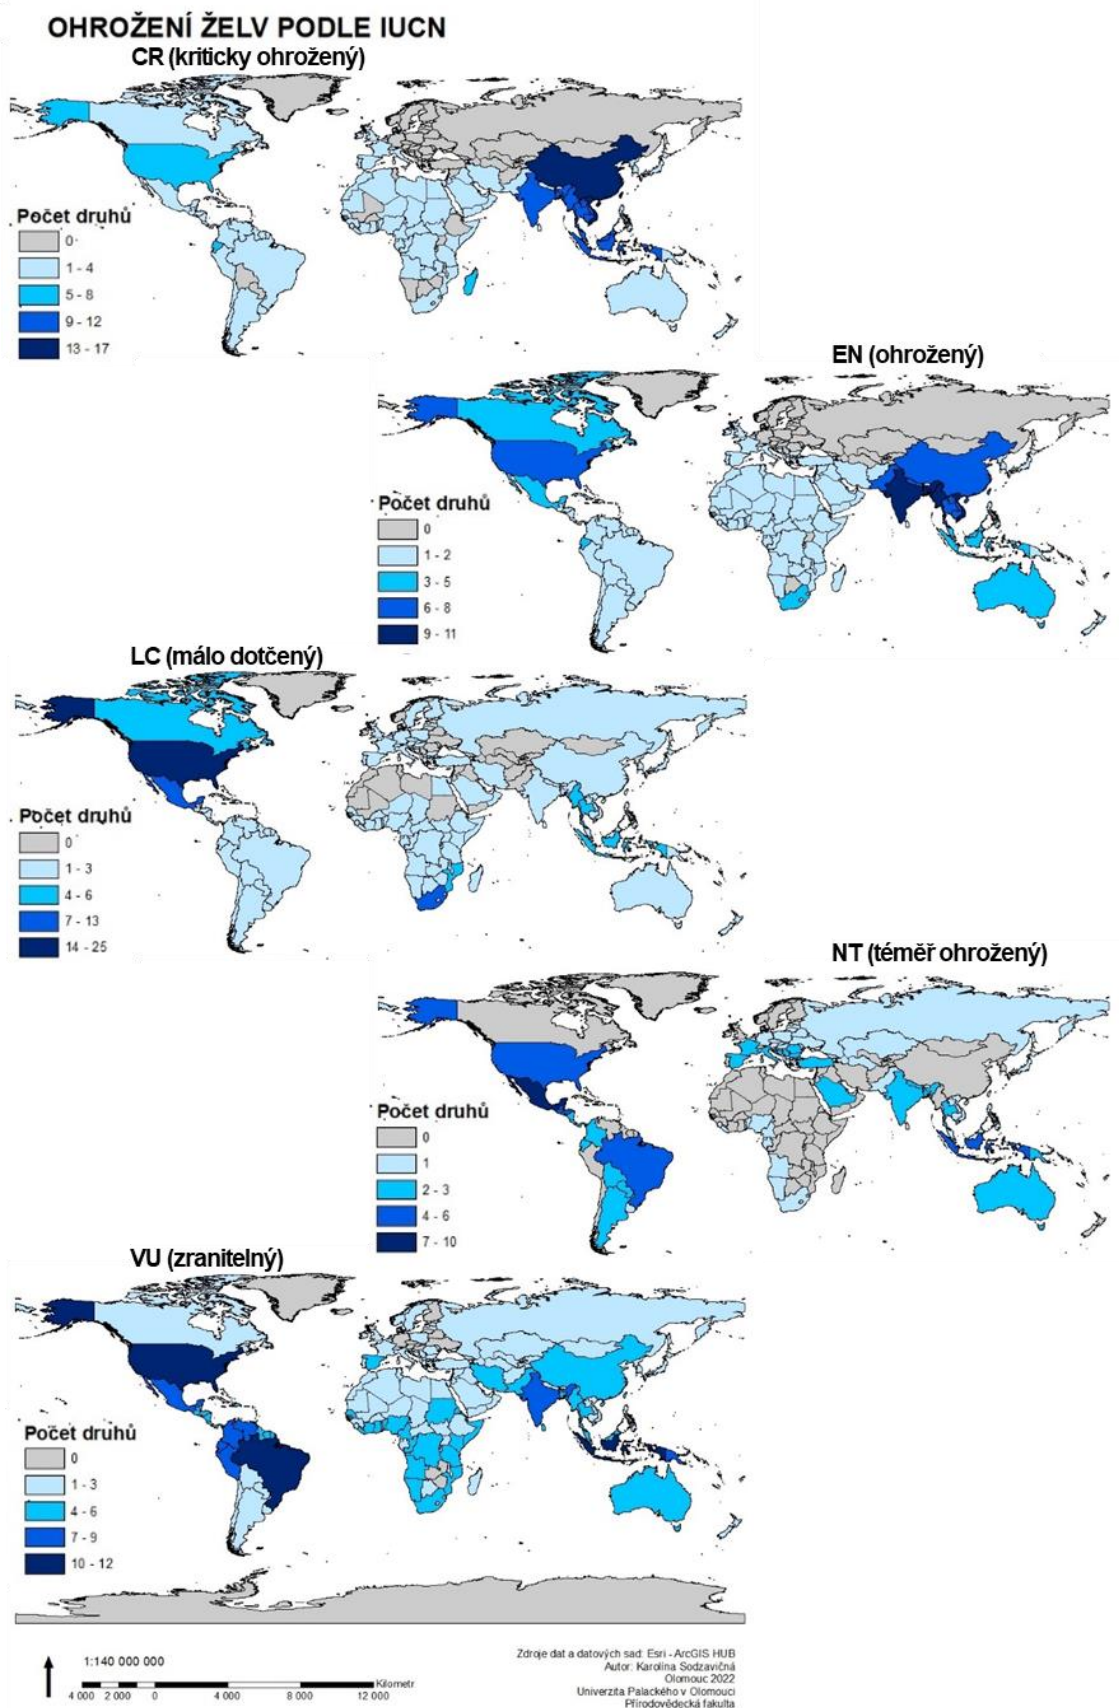 OHROŽENÍ ŽELV PODLE IUCN
CR (kriticky ohrožený)
Počet druhů
0
1 - 4
5 - 8
9 - 12
13 - 17
EN (ohrožený)
Počet druhů
0
1 - 2
3 - 5
6 - 8
9 - 11
LC (málo dotčený)
Počet druhů
0
1 - 3
4 - 6
7 - 13
14 - 25
NT (téměř ohrožený)
Počet druhů
0
1
2 - 3
4 - 6
7 - 10
VU (zranitelný)
Počet druhů
0
1 - 3
4 - 6
7 - 9
10 - 12
1:140 000 000
Kilometr
4 000 2 000 0 4 000 8 000 12 000
Zdroje dat a datových sad: Esri - ArcGIS HUB
Autor: Karolína Sodzavičná
Olomouc 2022
Univerzita Palackého v Olomouci
Přírodovědecká fakulta